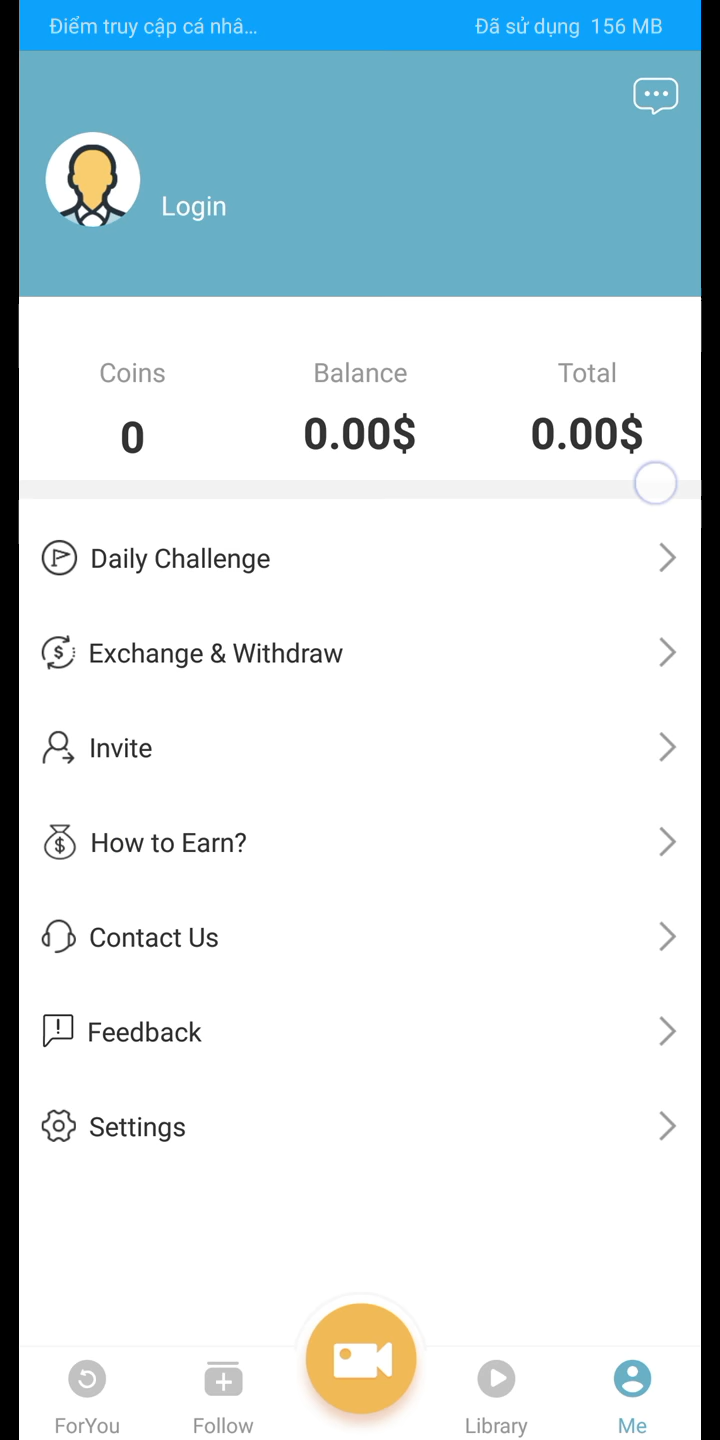 Điểm truy cập cá nhâ...
Đã sử dụng 156 MB
Login
Coins
Balance
Total
0
0.00$
0.00$
Daily Challenge
Exchange & Withdraw
Invite
How to Earn?
Contact Us
Feedback
Settings
ForYou
Follow
Library
Me